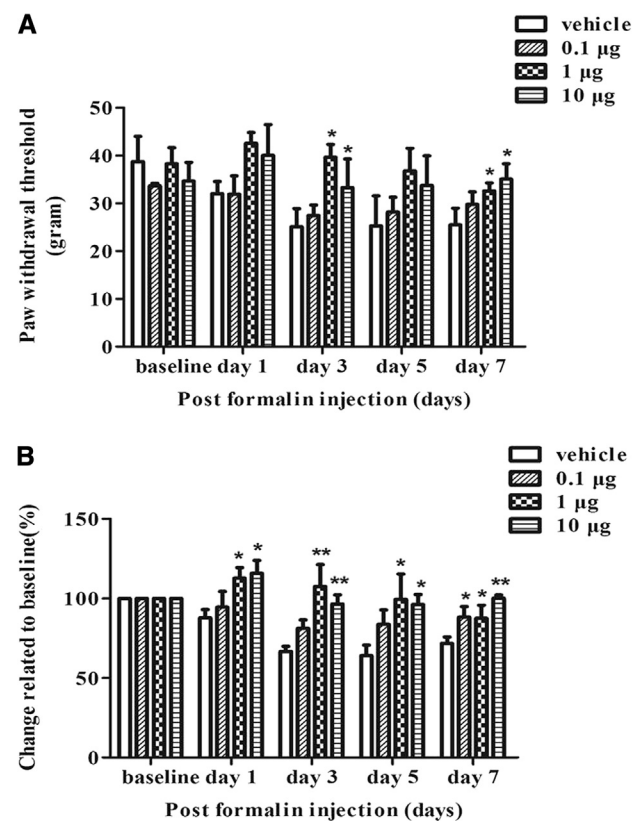 A
vehicle
0.1 µg
1 µg
10 µg
Paw withdrawal threshold
(gram)
50
40
30
20
10
0
* *
* *
baseline day 1 day 3 day 5 day 7
Post formalin injection (days)
B
vehicle
0.1 µg
1 µg
10 µg
Change related to baseline(%)
150
100
50
0
* * ** ** * * * * **
baseline day 1 day 3 day 5 day 7
Post formalin injection (days)